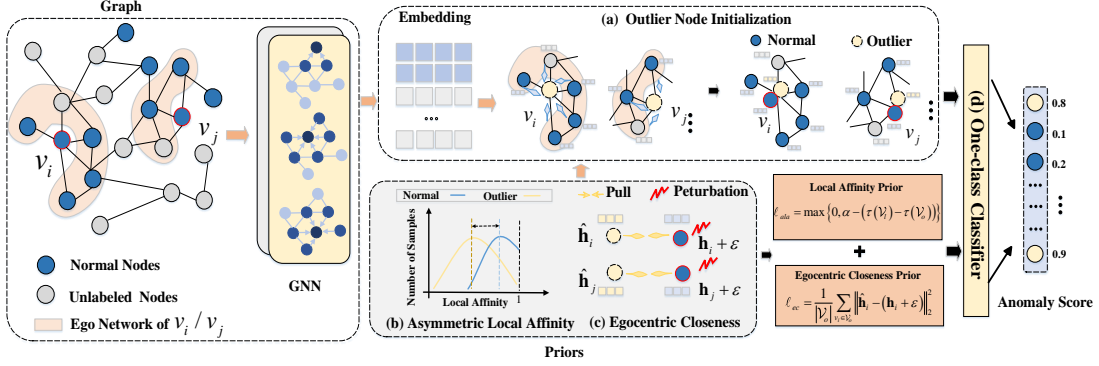 Graph
v_i
v_j
Normal Nodes
Unlabeled Nodes
Ego Network of v_i / v_j
GNN
Embedding
(a) Outlier Node Initialization
Normal
Outlier
v_i
v_j
v_i
v_j
Normal
Outlier
Number of Samples
Local Affinity
1
(b) Asymmetric Local Affinity
Pull
Peturbation
ĥ_i
h_i + ε
ĥ_j
h_j + ε
(c) Egocentric Closeness
Priors
Local Affinity Prior
ℓ_ala = max{0, α − (τ(V_l) − τ(V_o))}
+
Egocentric Closeness Prior
ℓ_ec = 1/|V_o| ∑_{v_i∈V_o} ||ĥ_i − (h_i + ε)||_2^2
(d) One-class Classifier
0.8
0.1
0.2
0.9
Anomaly Score